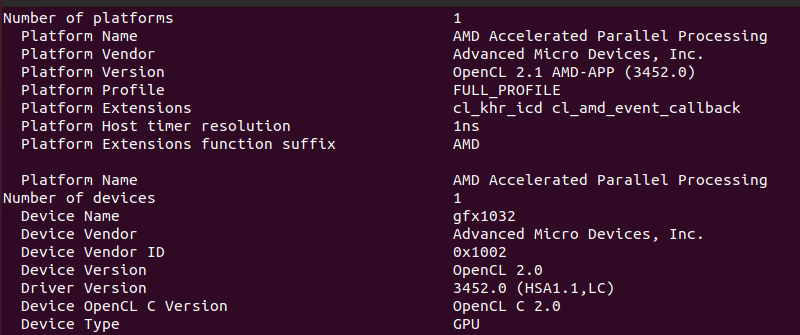 Number of platforms 1
Platform Name AMD Accelerated Parallel Processing
Platform Vendor Advanced Micro Devices, Inc.
Platform Version OpenCL 2.1 AMD-APP (3452.0)
Platform Profile FULL_PROFILE
Platform Extensions cl_khr_icd cl_amd_event_callback
Platform Host timer resolution 1ns
Platform Extensions function suffix AMD
Platform Name AMD Accelerated Parallel Processing
Number of devices 1
Device Name gfx1032
Device Vendor Advanced Micro Devices, Inc.
Device Vendor ID 0x1002
Device Version OpenCL 2.0
Driver Version 3452.0 (HSA1.1,LC)
Device OpenCL C Version OpenCL C 2.0
Device Type GPU